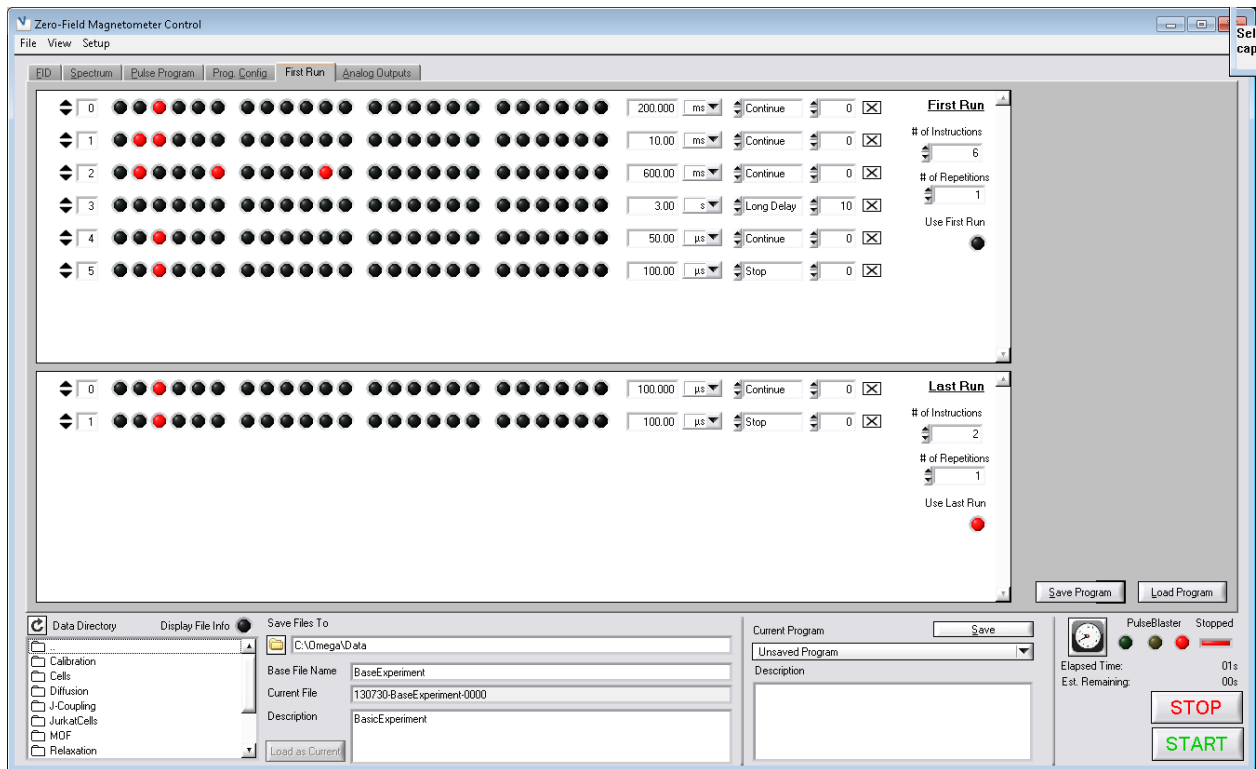 Zero-Field Magnetometer Control
Sel
cap
File View Setup
FID Spectrum Pulse Program Prog. Config First Run Analog Outputs
0 200.000 ms Continue 0 First Run
1 10.00 ms Continue 0 # of Instructions
6
2 600.00 ms Continue 0 # of Repetitions
1
3 3.00 s Long Delay 10
Use First Run
4 50.00 µs Continue 0
5 100.00 µs Stop 0
0 100.000 µs Continue 0 Last Run
1 100.00 µs Stop 0 # of Instructions
2
# of Repetitions
1
Use Last Run
Save Program Load Program
Data Directory Display File Info
..
Calibration
Cells
Diffusion
J-Coupling
JurkatCells
MOF
Relaxation
Save Files To
C:\Omega\Data
Base File Name BaseExperiment
Current File 130730-BaseExperiment-0000
Description BasicExperiment
Load as Current
Current Program Save
Unsaved Program
Description
PulseBlaster Stopped
Elapsed Time: 01s
Est. Remaining: 00s
STOP
START